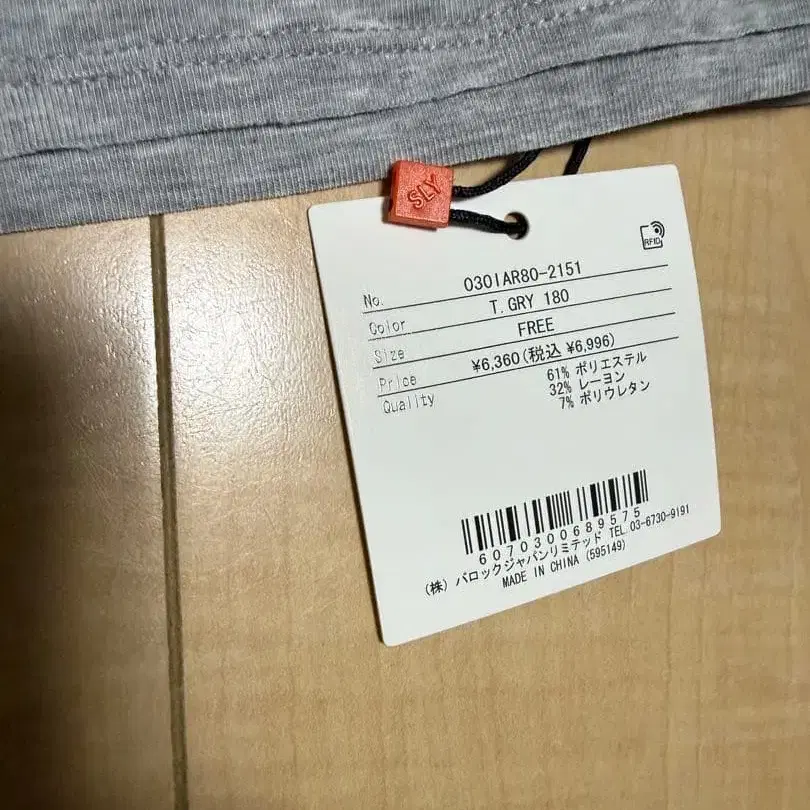 SLY
RFID
No. 030IAR80-2151
Color T.GRY 180
Size FREE
Price ¥6,360(税込 ¥6,996)
Quality 61% ポリエステル
32% レーヨン
7% ポリウレタン
6070300689575
(株) バロックジャパンリミテッド TEL.03-6730-9191
MADE IN CHINA (595149)